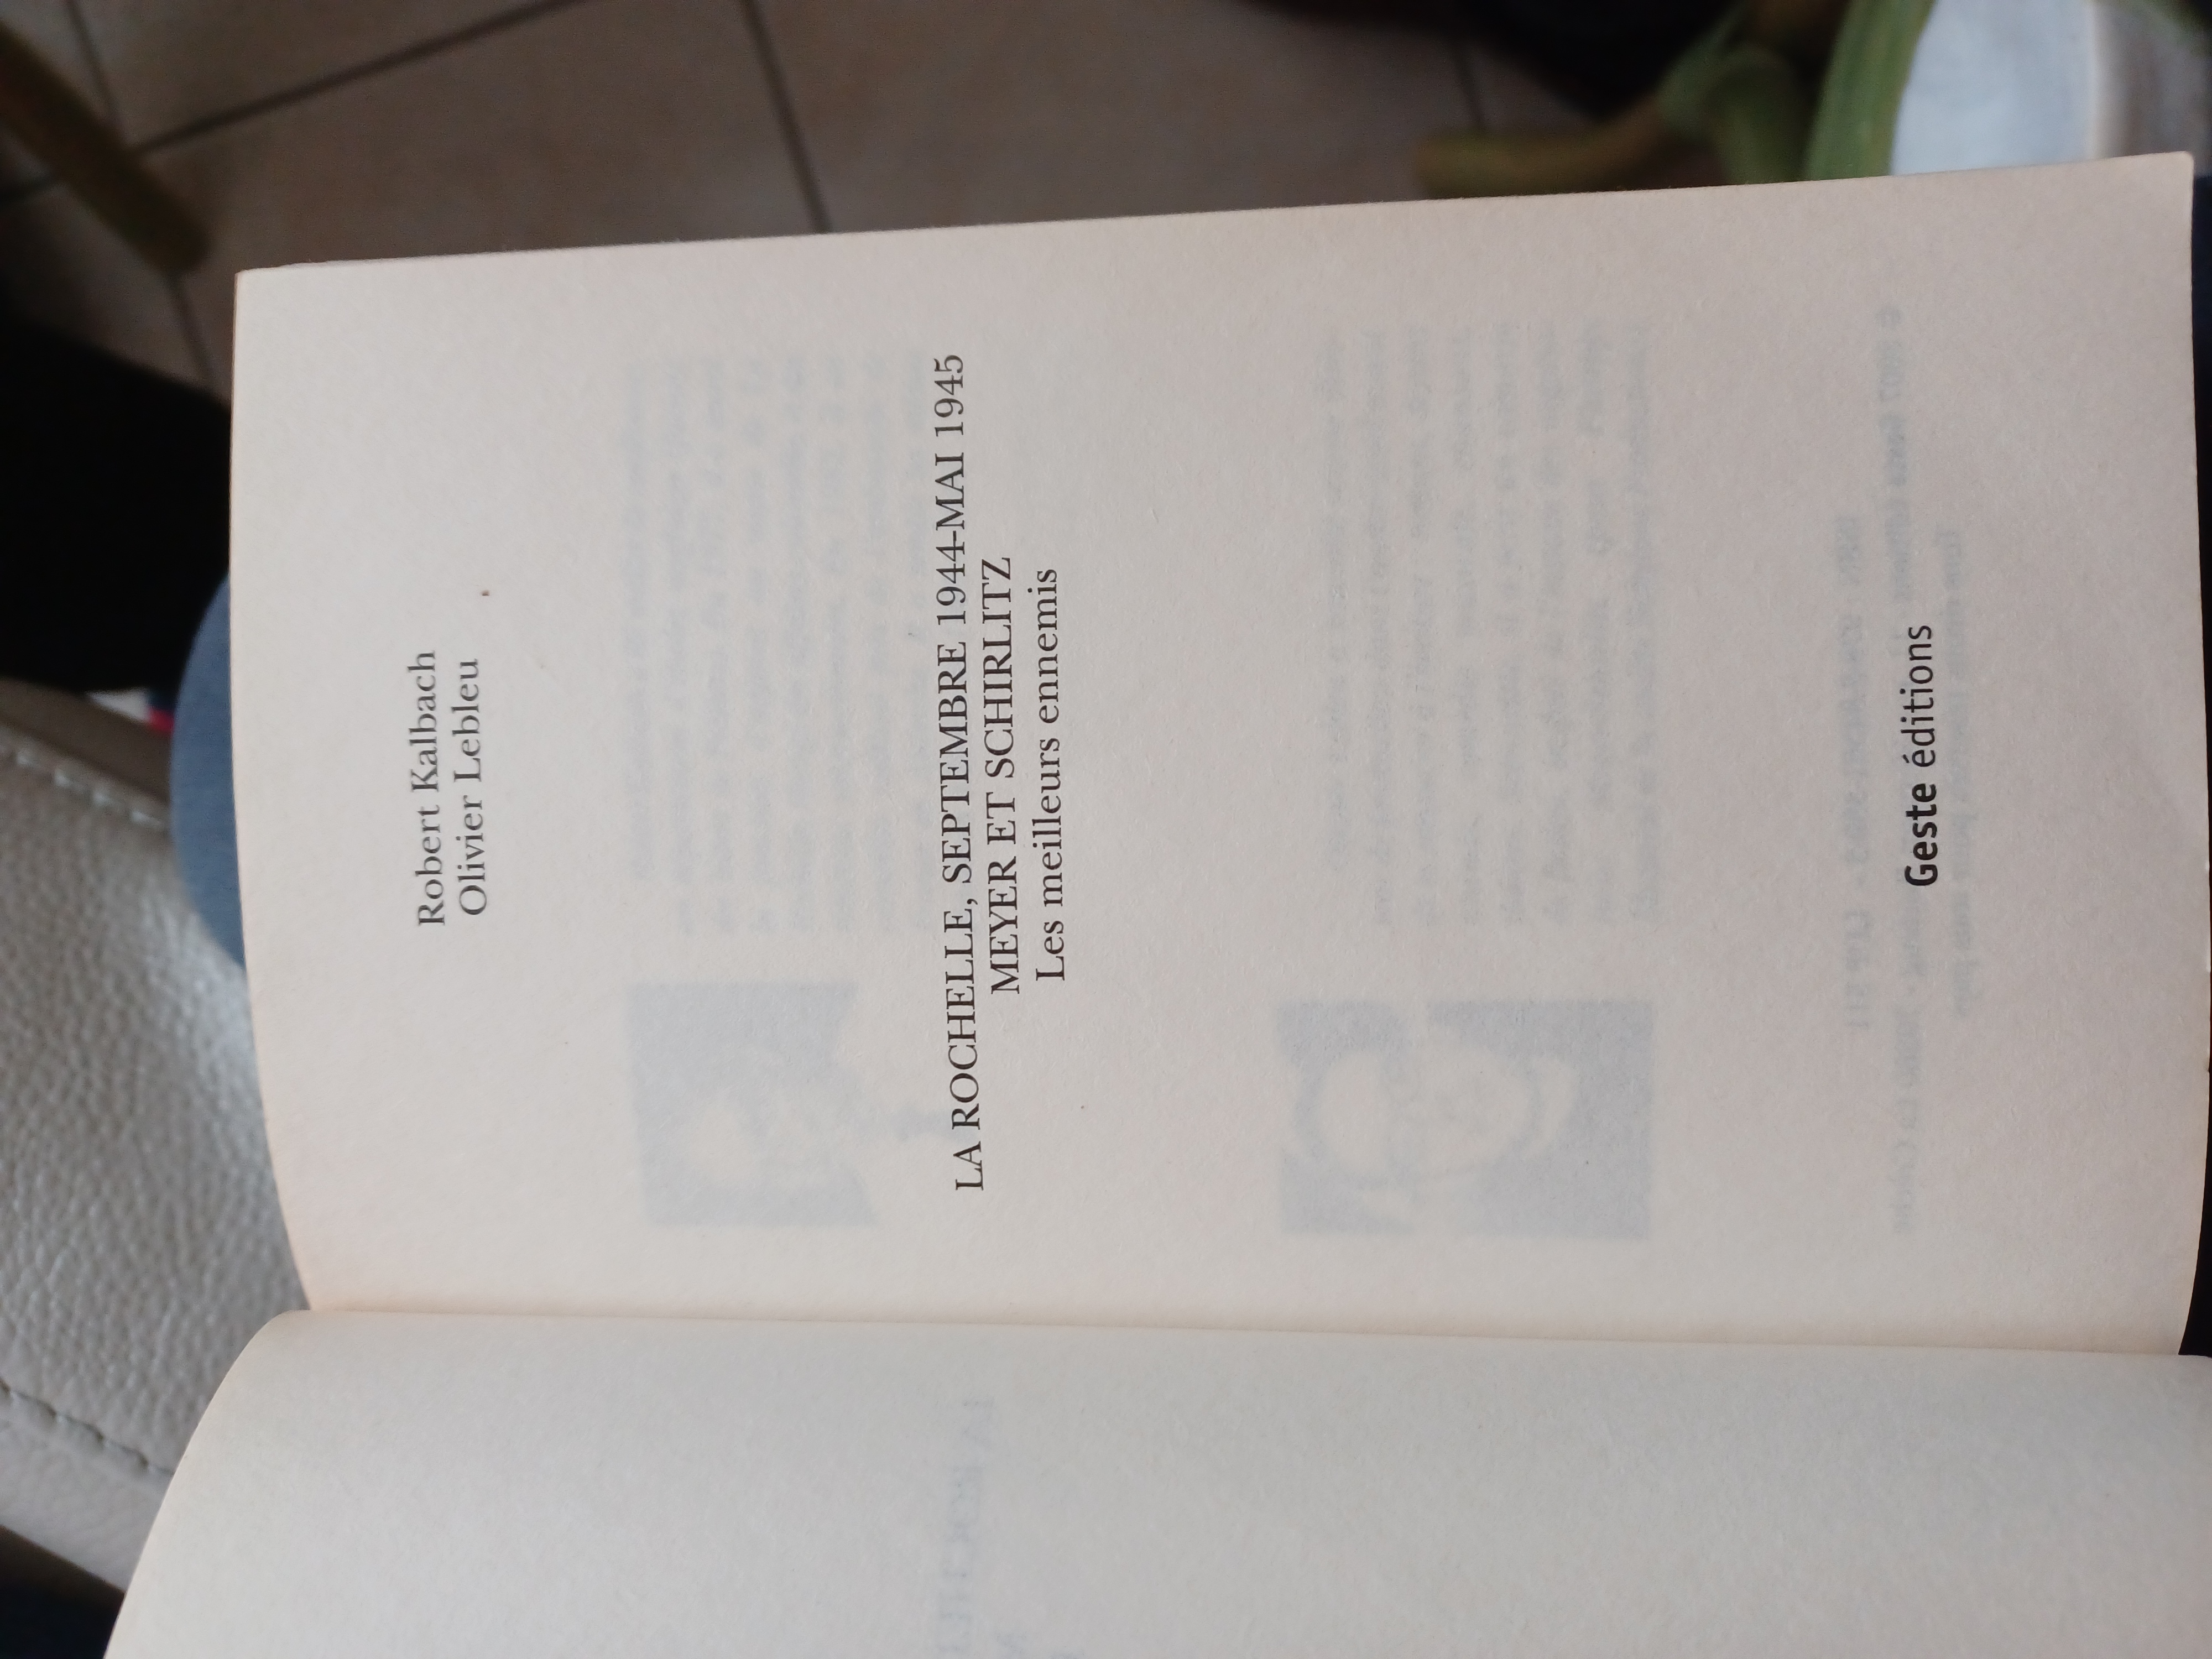 Robert Kalbach
Olivier Lebleu
LA ROCHELLE, SEPTEMBRE 1944-MAI 1945
MEYER ET SCHIRLITZ
Les meilleurs ennemis
Geste éditions